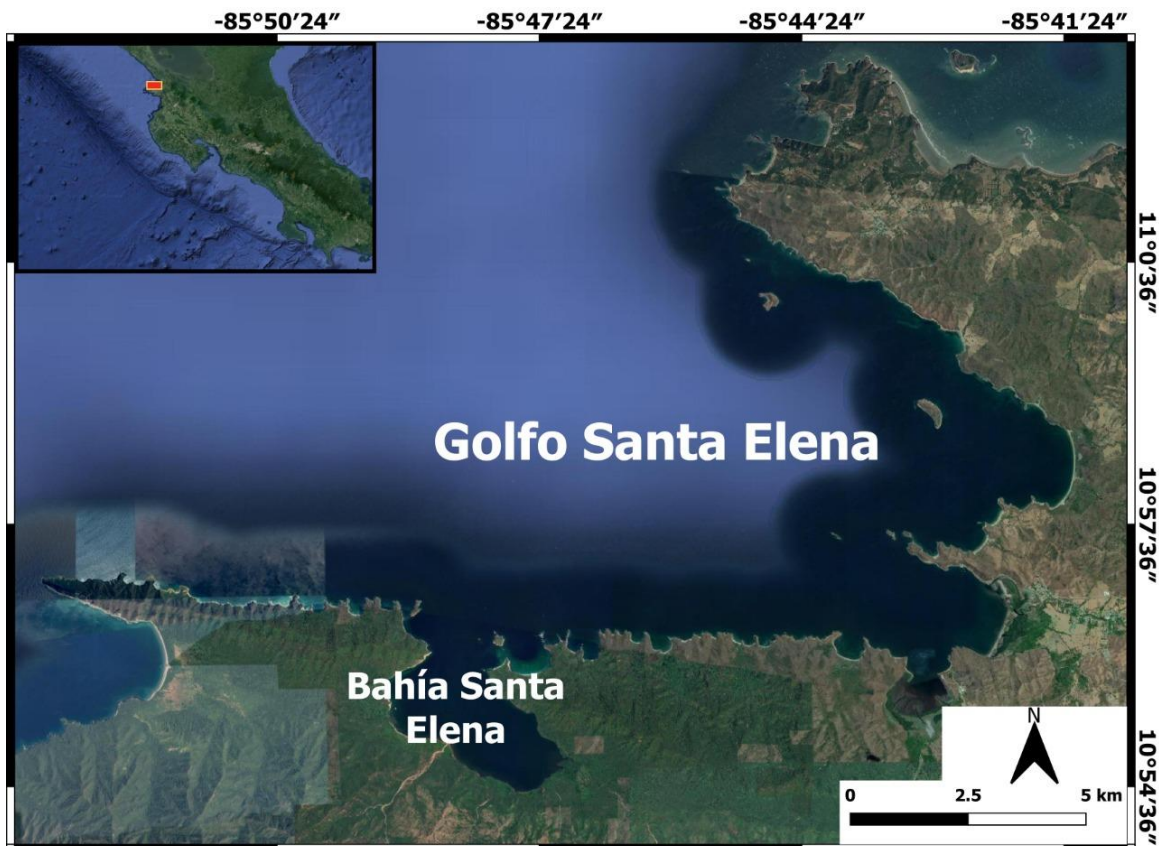 -85°50′24″ -85°47′24″ -85°44′24″ -85°41′24″
11°0′36″
Golfo Santa Elena
10°57′36″
Bahía Santa
Elena
N
10°54′36″
0 2.5 5 km